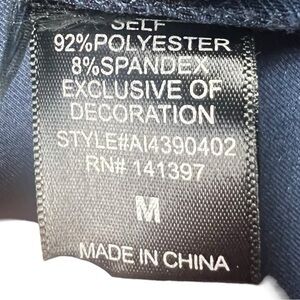 SELF
92%POLYESTER
8%SPANDEX
EXCLUSIVE OF
DECORATION
STYLE#AI4390402
RN# 141397
M
MADE IN CHINA